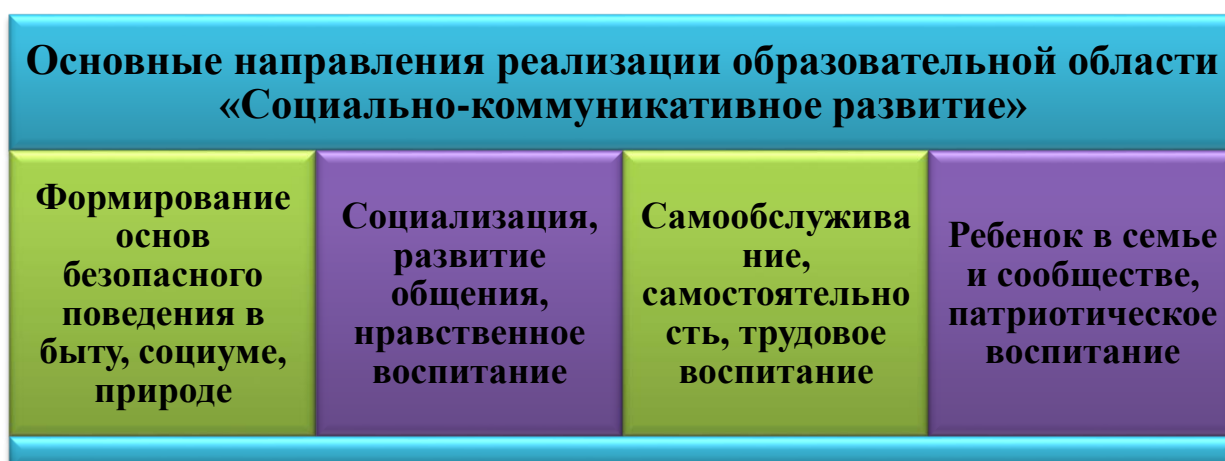 Основные направления реализации образовательной области
«Социально-коммуникативное развитие»
Формирование
основ
безопасного
поведения в
быту, социуме,
природе
Социализация,
развитие
общения,
нравственное
воспитание
Самообслужива
ние,
самостоятельно
сть, трудовое
воспитание
Ребенок в семье
и сообществе,
патриотическое
воспитание